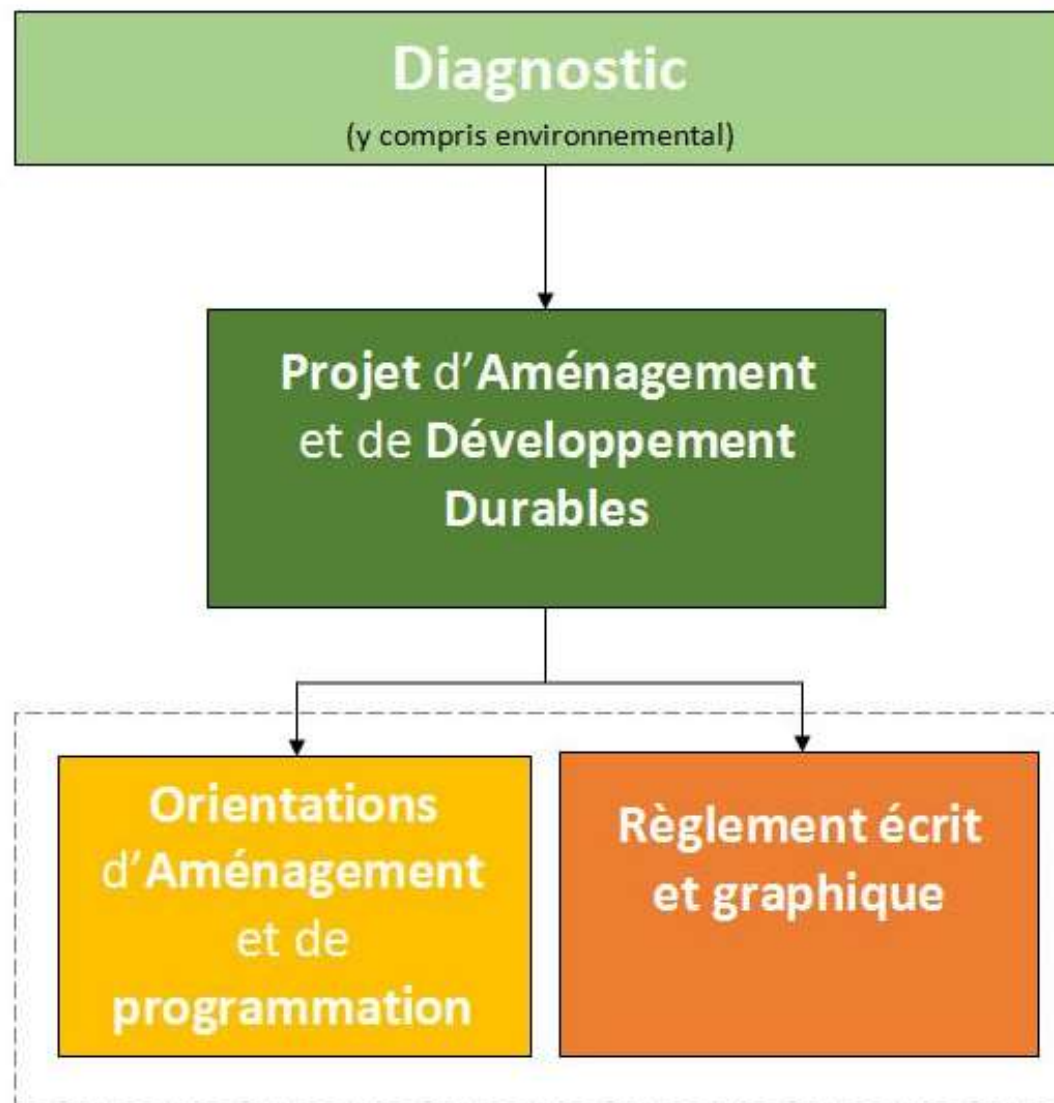 Diagnostic
(y compris environnemental)
Projet d’Aménagement
et de Développement
Durables
Orientations
d’Aménagement
et de
programmation
Règlement écrit
et graphique